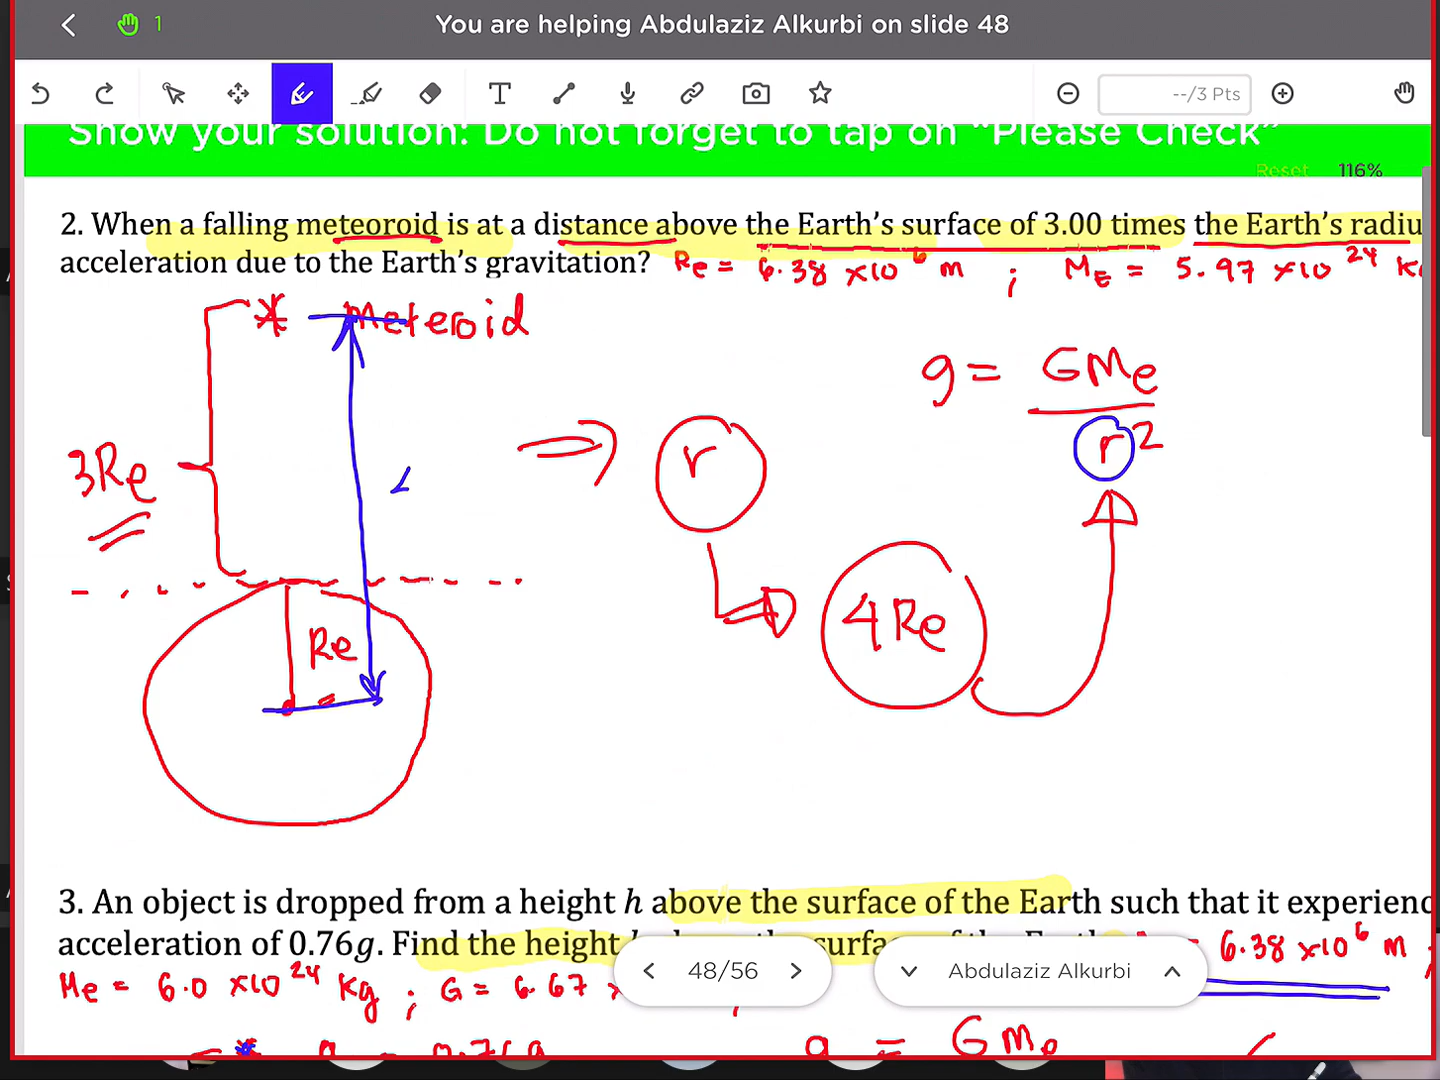 1 You are helping Abdulaziz Alkurbi on slide 48
T --/3 Pts
Show your solution: Do not forget to tap on "Please Check"
Reset 116%
2. When a falling meteoroid is at a distance above the Earth's surface of 3.00 times the Earth's radiu
acceleration due to the Earth's gravitation? Re = 6.38 ×10⁶ m ; ME = 5.97 ×10²⁴ K
* Meteroid
g = GMe
r²
3Re
r
4Re
Re
3. An object is dropped from a height h above the surface of the Earth such that it experienc
acceleration of 0.76g. Find the height surfa
= 6.38 ×10⁶ m
48/56 Abdulaziz Alkurbi
Me = 6.0 ×10²⁴ Kg ; G = 6.67 ×
g = GMe